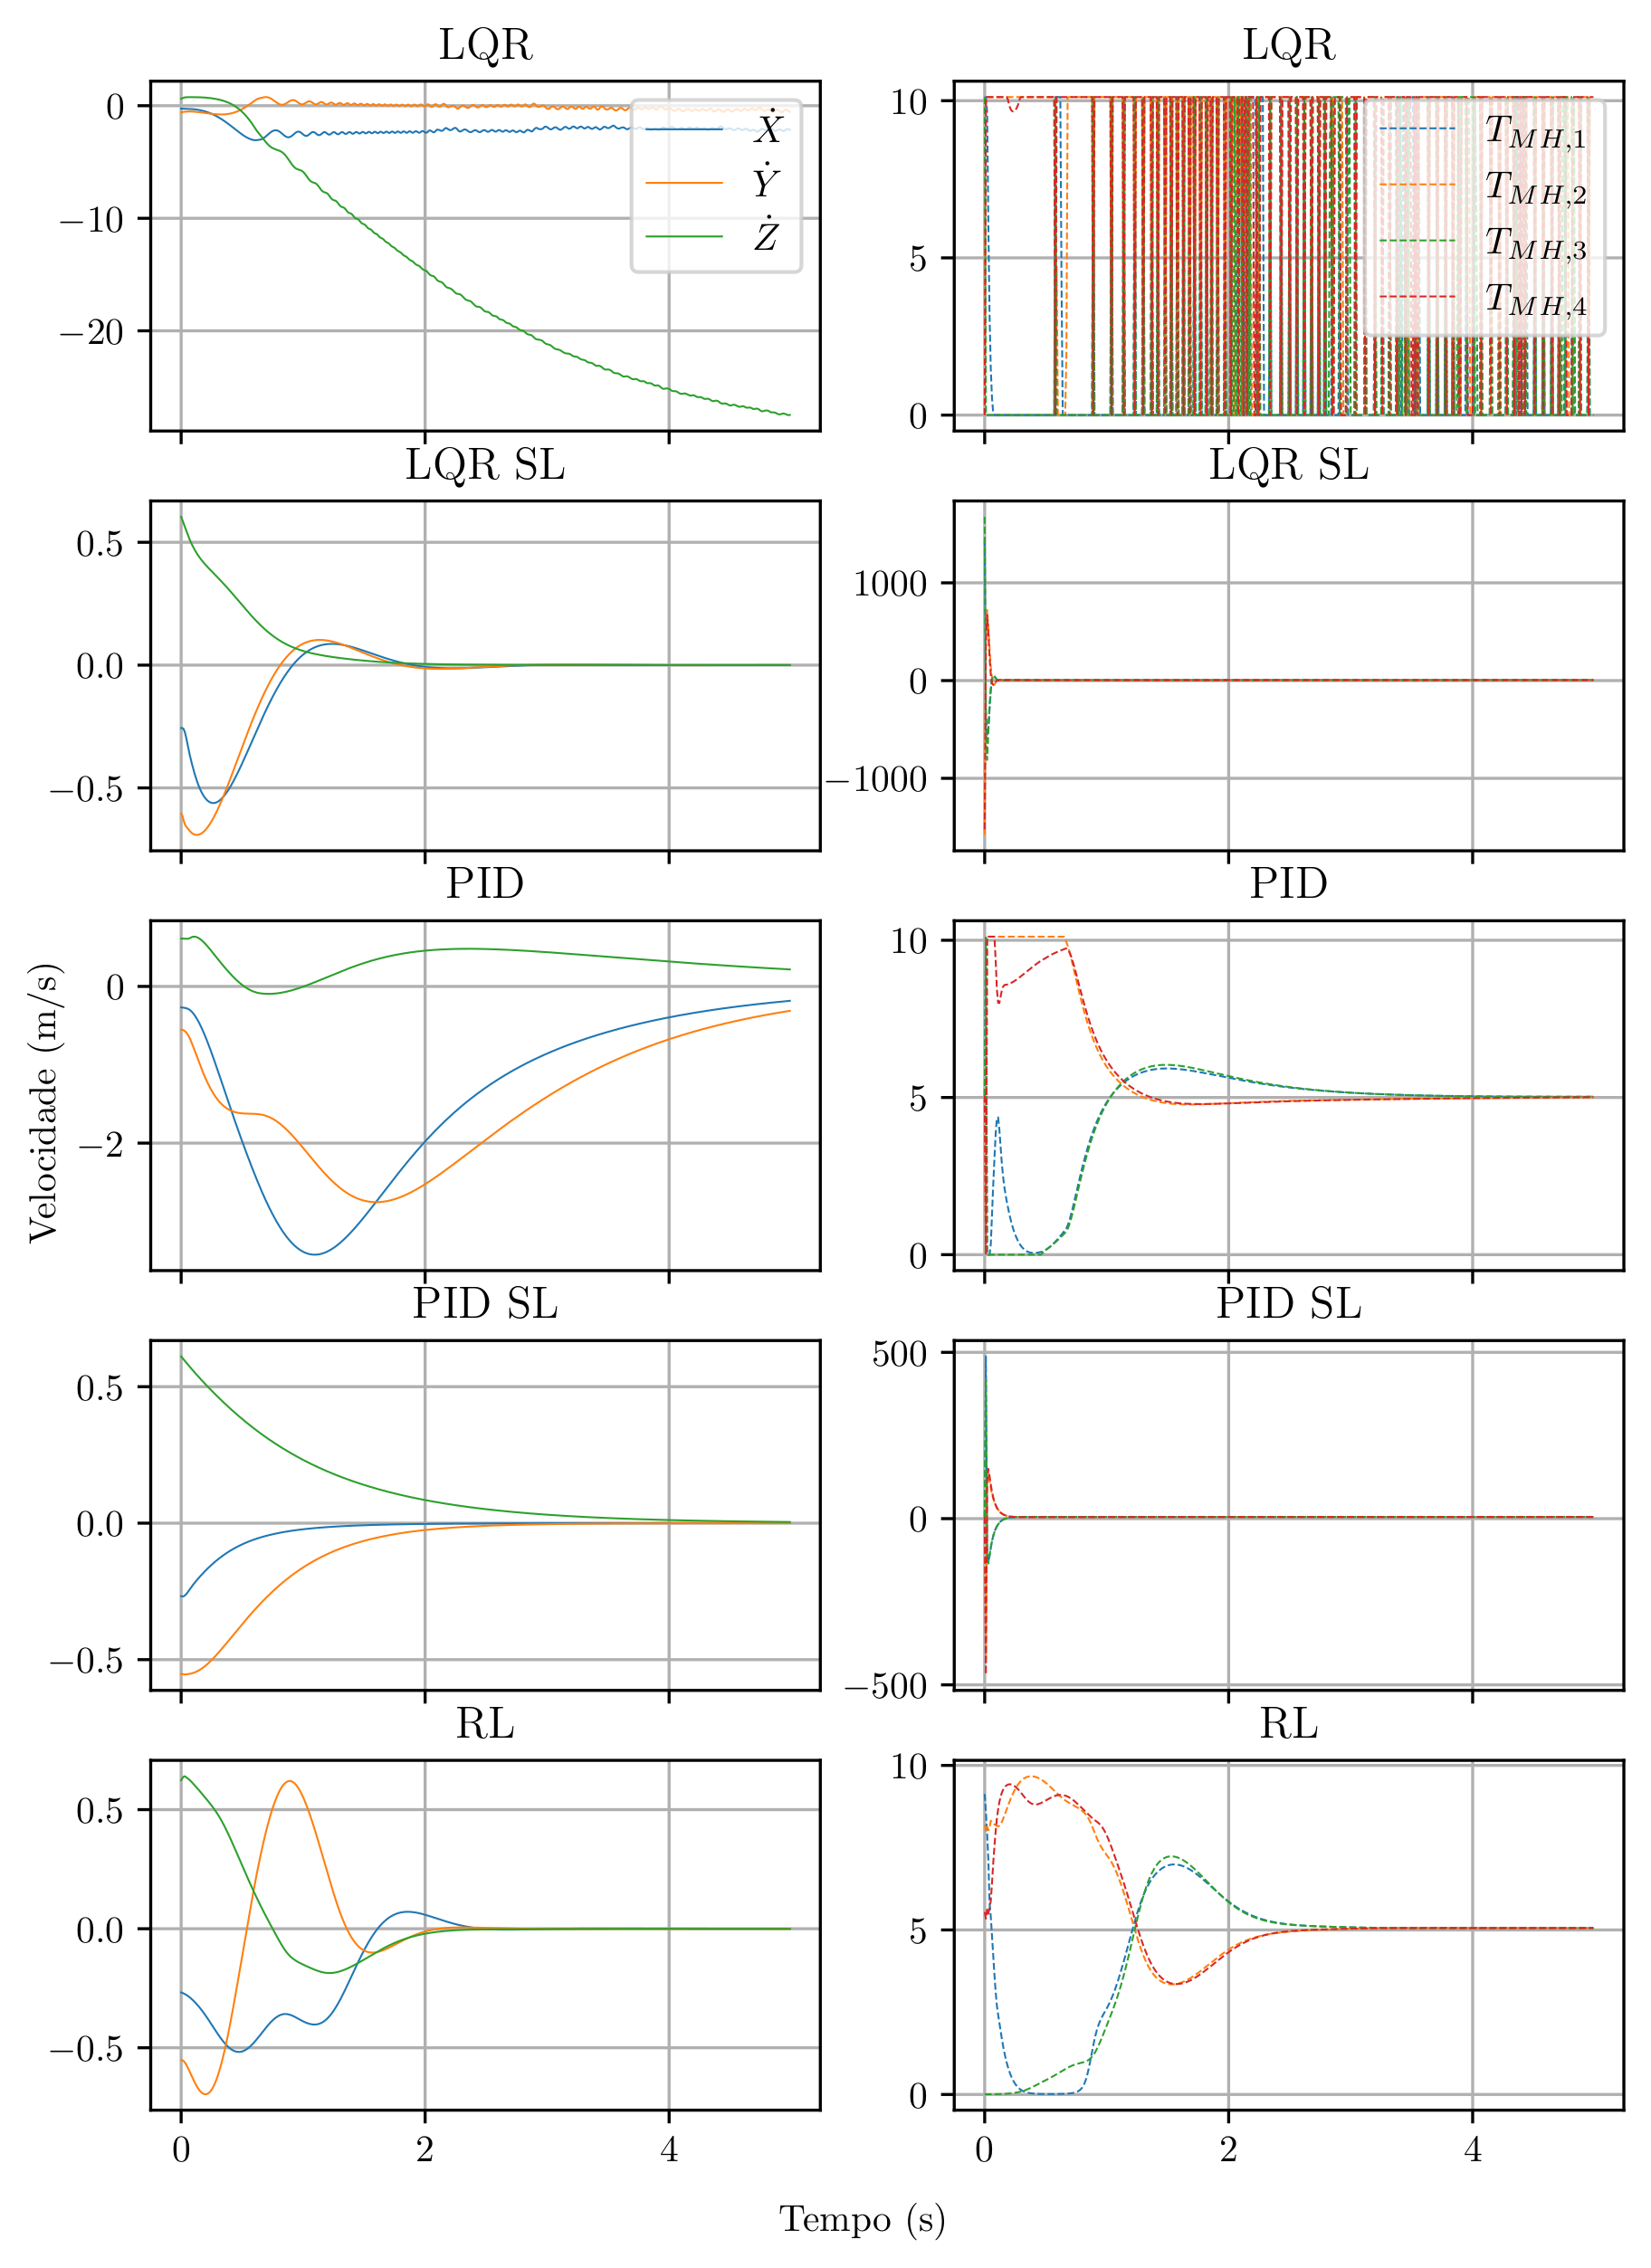 LQR
LQR
0
−10
−20
Ẋ
Ẏ
Ż
10
5
0
T_{MH,1}
T_{MH,2}
T_{MH,3}
T_{MH,4}
LQR SL
LQR SL
0.5
0.0
−0.5
1000
0
−1000
PID
PID
0
−2
10
5
0
Velocidade (m/s)
PID SL
PID SL
0.5
0.0
−0.5
500
0
−500
RL
RL
0.5
0.0
−0.5
10
5
0
0 2 4
0 2 4
Tempo (s)